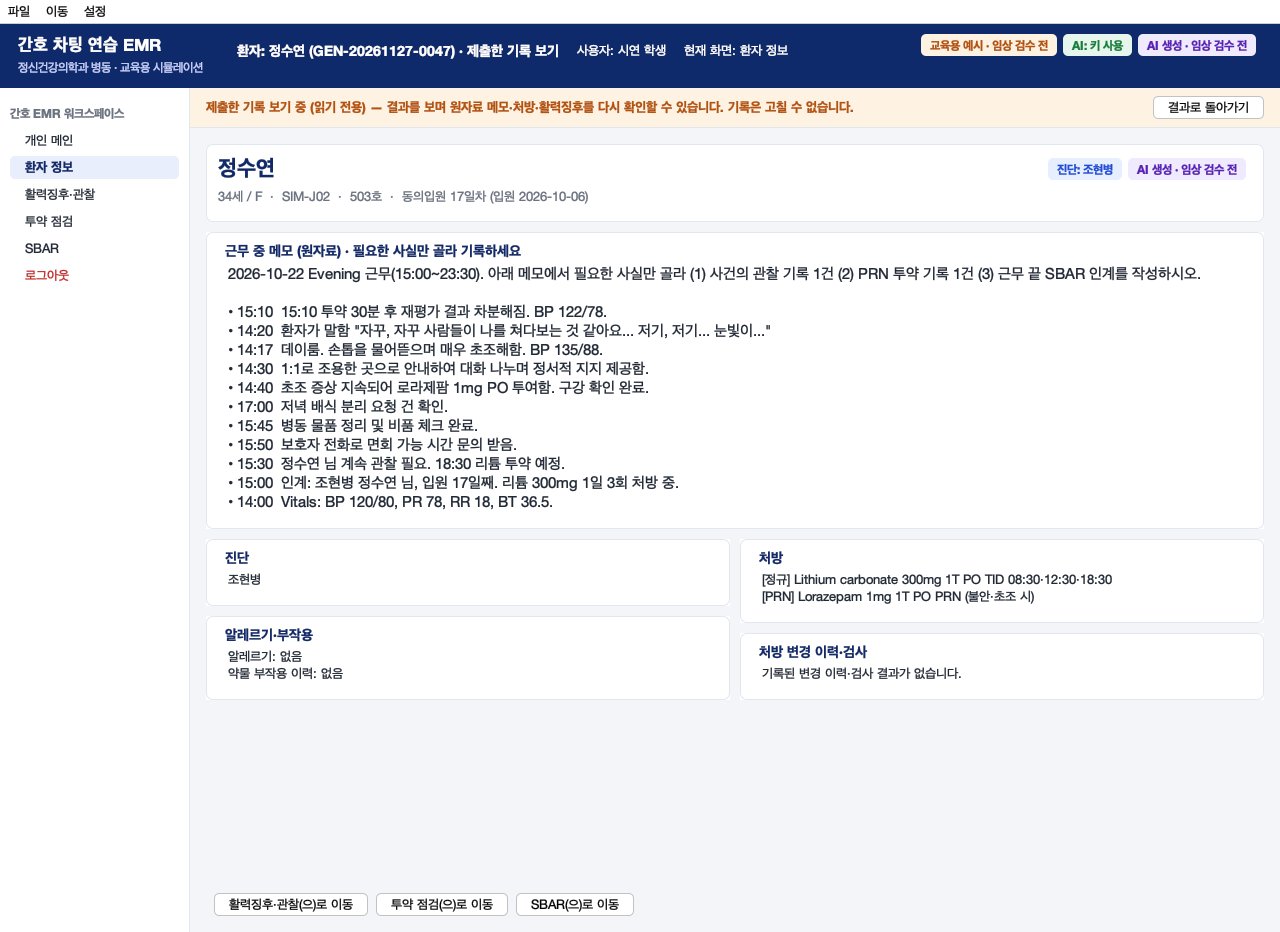 파일 이동 설정
간호 차팅 연습 EMR
정신건강의학과 병동 · 교육용 시뮬레이션
환자: 정수연 (GEN-20261127-0047) · 제출한 기록 보기 사용자: 시연 학생 현재 화면: 환자 정보
교육용 예시 · 임상 검수 전 AI: 키 사용 AI 생성 · 임상 검수 전
간호 EMR 워크스페이스
개인 메인
환자 정보
활력징후·관찰
투약 점검
SBAR
로그아웃
제출한 기록 보기 중 (읽기 전용) — 결과를 보며 원자료 메모·처방·활력징후를 다시 확인할 수 있습니다. 기록은 고칠 수 없습니다.
결과로 돌아가기
정수연
34세 / F · SIM-J02 · 503호 · 동의입원 17일차 (입원 2026-10-06)
진단: 조현병 AI 생성 · 임상 검수 전
근무 중 메모 (원자료) · 필요한 사실만 골라 기록하세요
2026-10-22 Evening 근무(15:00~23:30). 아래 메모에서 필요한 사실만 골라 (1) 사건의 관찰 기록 1건 (2) PRN 투약 기록 1건 (3) 근무 끝 SBAR 인계를 작성하시오.
• 15:10 15:10 투약 30분 후 재평가 결과 차분해짐. BP 122/78.
• 14:20 환자가 말함 "자꾸, 자꾸 사람들이 나를 쳐다보는 것 같아요... 저기, 저기... 눈빛이..."
• 14:17 데이룸. 손톱을 물어뜯으며 매우 초조해함. BP 135/88.
• 14:30 1:1로 조용한 곳으로 안내하여 대화 나누며 정서적 지지 제공함.
• 14:40 초조 증상 지속되어 로라제팜 1mg PO 투여함. 구강 확인 완료.
• 17:00 저녁 배식 분리 요청 건 확인.
• 15:45 병동 물품 정리 및 비품 체크 완료.
• 15:50 보호자 전화로 면회 가능 시간 문의 받음.
• 15:30 정수연 님 계속 관찰 필요. 18:30 리튬 투약 예정.
• 15:00 인계: 조현병 정수연 님, 입원 17일째. 리튬 300mg 1일 3회 처방 중.
• 14:00 Vitals: BP 120/80, PR 78, RR 18, BT 36.5.
진단
조현병
처방
[정규] Lithium carbonate 300mg 1T PO TID 08:30·12:30·18:30
[PRN] Lorazepam 1mg 1T PO PRN (불안·초조 시)
알레르기·부작용
알레르기: 없음
약물 부작용 이력: 없음
처방 변경 이력·검사
기록된 변경 이력·검사 결과가 없습니다.
활력징후·관찰(으)로 이동 투약 점검(으)로 이동 SBAR(으)로 이동